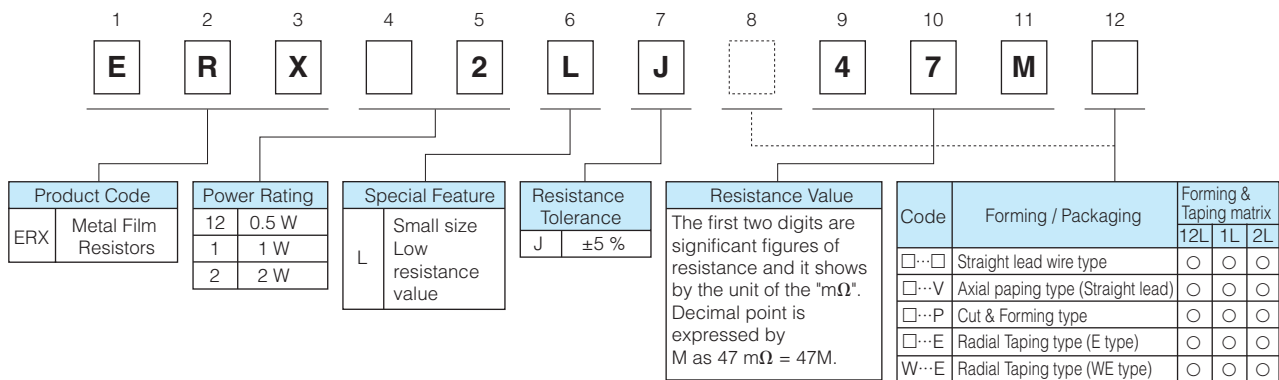 1 2 3 4 5 6 7 8 9 10 11 12
E R X □ 2 L J □ 4 7 M □
Product Code
ERX Metal Film Resistors
Power Rating
12 0.5 W
1 1 W
2 2 W
Special Feature
L Small size
Low
resistance
value
Resistance
Tolerance
J ±5 %
Resistance Value
The first two digits are
significant figures of
resistance and it shows
by the unit of the "mΩ".
Decimal point is
expressed by
M as 47 mΩ = 47M.
Code Forming / Packaging Forming & Taping matrix
12L 1L 2L
□···□ Straight lead wire type ○ ○ ○
□···V Axial paping type (Straight lead) ○ ○ ○
□···P Cut & Forming type ○ ○ ○
□···E Radial Taping type (E type) ○ ○ ○
W···E Radial Taping type (WE type) ○ ○ ○